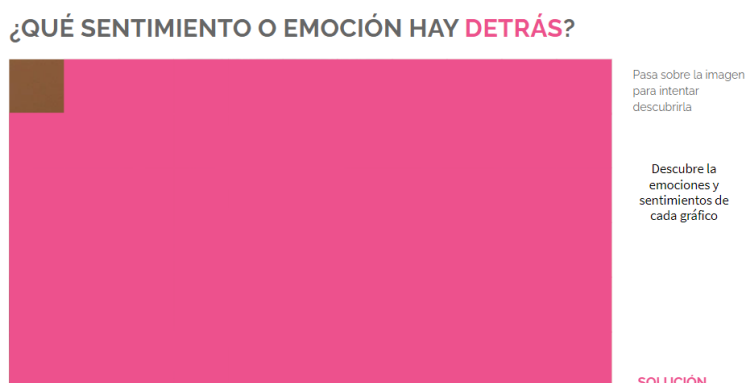 ¿QUÉ SENTIMIENTO O EMOCIÓN HAY DETRÁS?
Pasa sobre la imagen
para intentar
descubrirla
Descubre la
emociones y
sentimientos de
cada gráfico
SOLUCIÓN